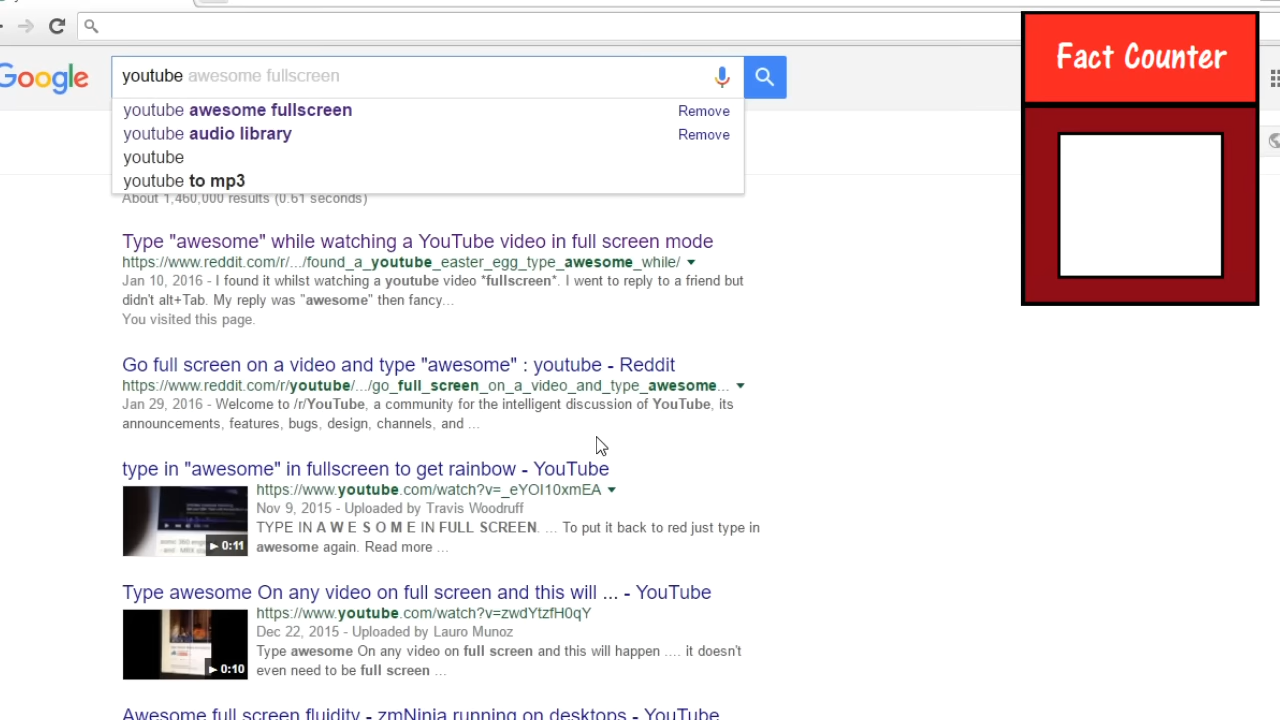 Google
youtube awesome fullscreen
youtube awesome fullscreen Remove
youtube audio library Remove
youtube
youtube to mp3
About 1,460,000 results (0.61 seconds)
Fact Counter
Type "awesome" while watching a YouTube video in full screen mode
https://www.reddit.com/r/.../found_a_youtube_easter_egg_type_awesome_while/
Jan 10, 2016 - I found it whilst watching a youtube video *fullscreen*. I went to reply to a friend but
didn't alt+Tab. My reply was "awesome" then fancy...
You visited this page.
Go full screen on a video and type "awesome" : youtube - Reddit
https://www.reddit.com/r/youtube/.../go_full_screen_on_a_video_and_type_awesome...
Jan 29, 2016 - Welcome to /r/YouTube, a community for the intelligent discussion of YouTube, its
announcements, features, bugs, design, channels, and ...
type in "awesome" in fullscreen to get rainbow - YouTube
https://www.youtube.com/watch?v=_eYOI10xmEA
Nov 9, 2015 - Uploaded by Travis Woodruff
TYPE IN A W E S O M E IN FULL SCREEN. ... To put it back to red just type in
awesome again. Read more ...
0:11
Type awesome On any video on full screen and this will ... - YouTube
https://www.youtube.com/watch?v=zwdYtzfH0qY
Dec 22, 2015 - Uploaded by Lauro Munoz
Type awesome On any video on full screen and this will happen .... it doesn't
even need to be full screen ...
0:10
Awesome full screen fluidity - zmNinja running on desktops - YouTube